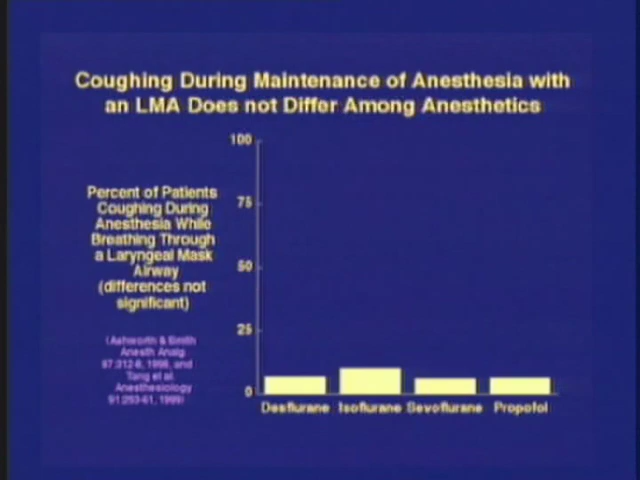 Coughing During Maintenance of Anesthesia with
an LMA Does not Differ Among Anesthetics
100
Percent of Patients
Coughing During
Anesthesia While
Breathing Through
a Laryngeal Mask
Airway
(differences not
significant)
75
50
25
0
(Ashworth & Smith
Anesth Analg
87:312-8, 1998, and
Tang et al.
Anesthesiology
91:253-61, 1999)
Desflurane Isoflurane Sevoflurane Propofol